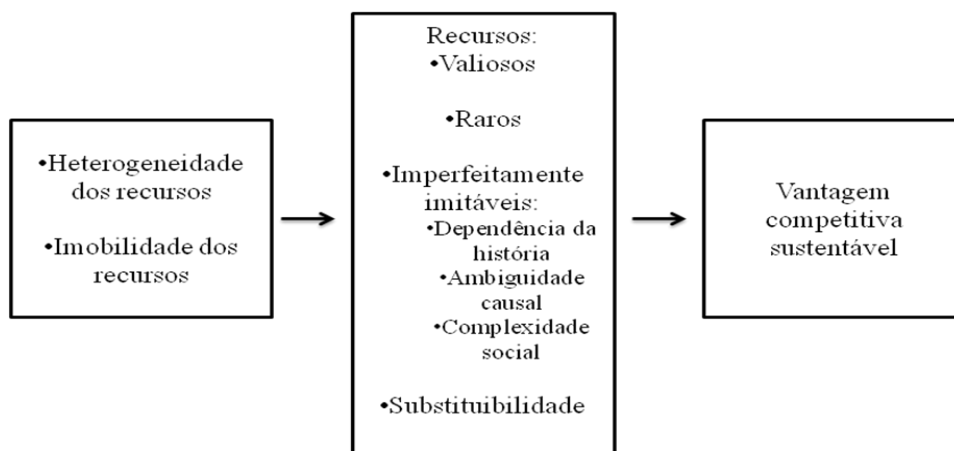 •Heterogeneidade
dos recursos
•Imobilidade dos
recursos
Recursos:
•Valiosos
•Raros
•Imperfeitamente
imitáveis:
•Dependência da
história
•Ambiguidade
causal
•Complexidade
social
•Substituibilidade
Vantagem
competitiva
sustentável